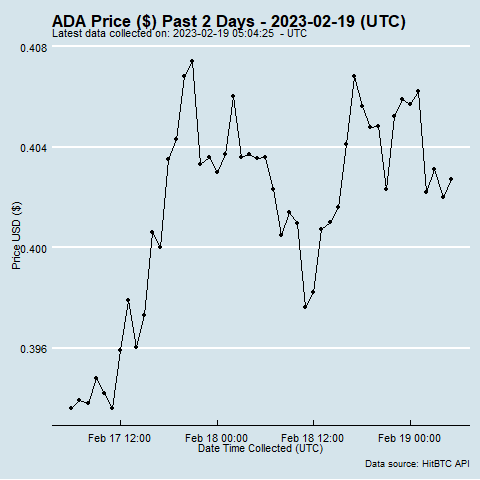 ADA Price ($) Past 2 Days - 2023-02-19 (UTC)
Latest data collected on: 2023-02-19 05:04:25 - UTC
0.408
0.404
0.400
0.396
Price USD ($)
Feb 17 12:00
Feb 18 00:00
Feb 18 12:00
Feb 19 00:00
Date Time Collected (UTC)
Data source: HitBTC API